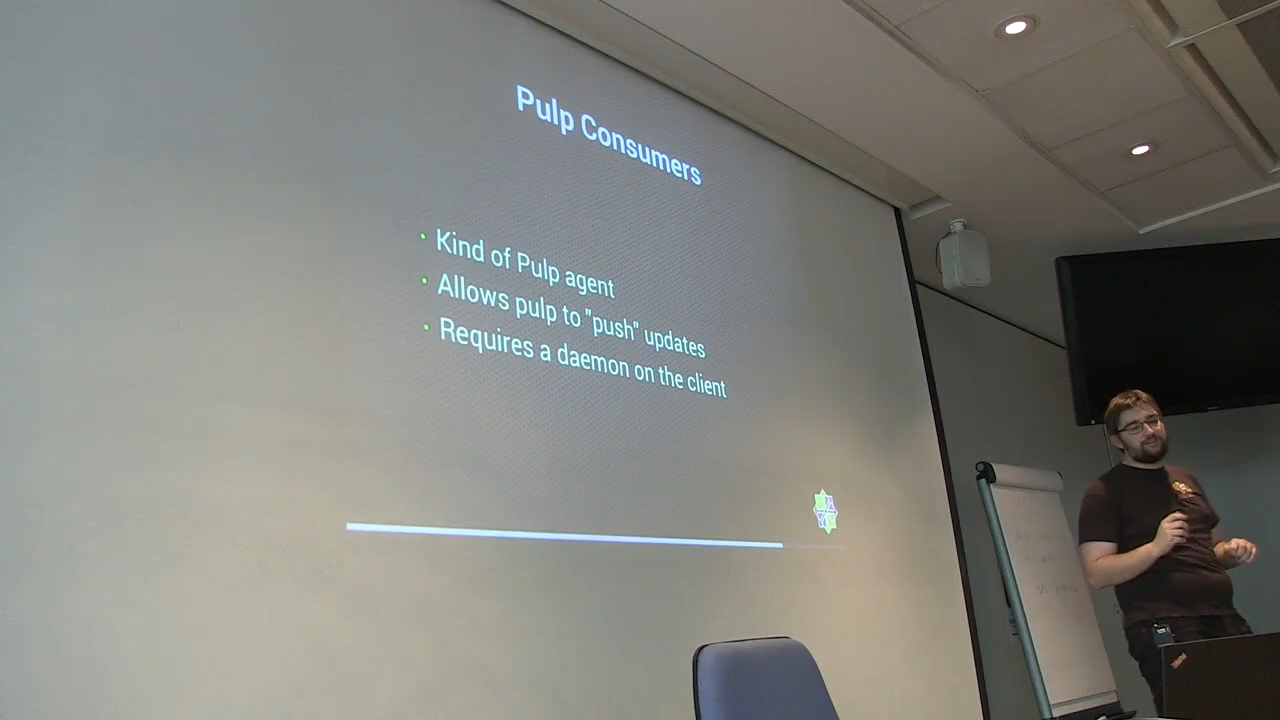 Pulp Consumers
Kind of Pulp agent
Allows pulp to "push" updates
Requires a daemon on the client